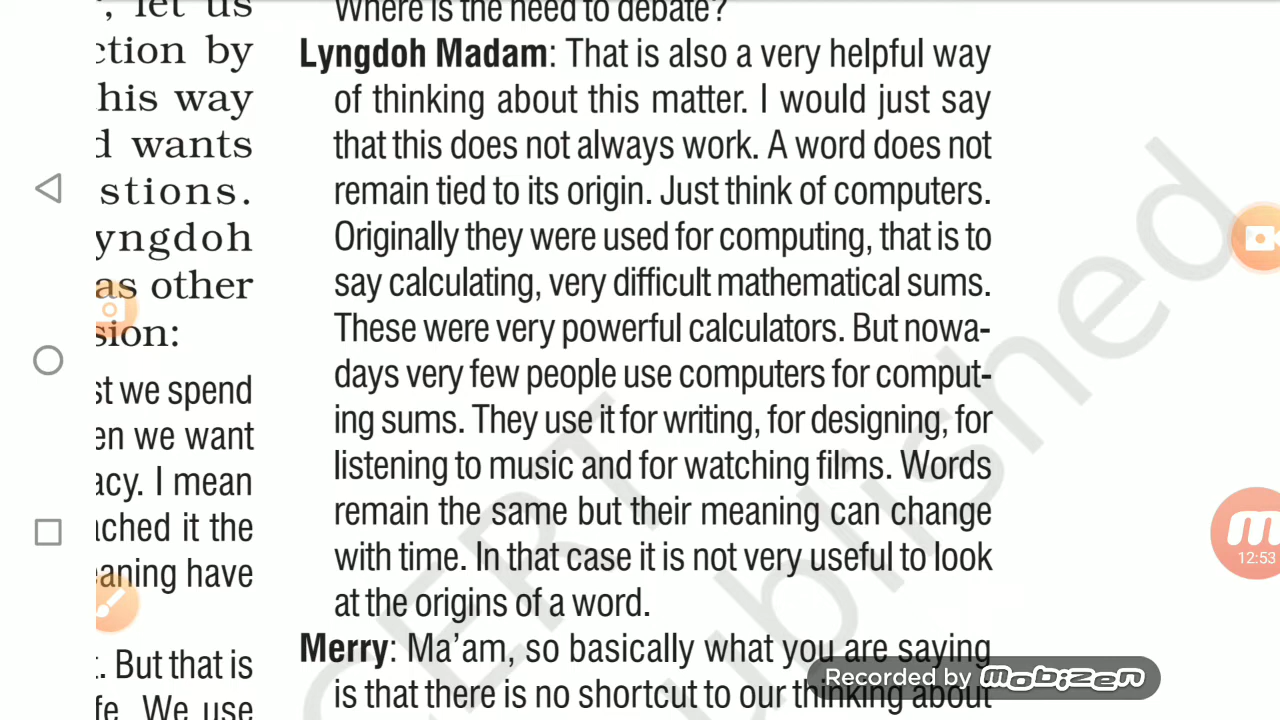 , let us
ction by
his way
d wants
stions.
yngdoh
as other
sion:
st we spend
en we want
acy. I mean
ached it the
eaning have
. But that is
fe. We use
Where is the need to debate?
Lyngdoh Madam: That is also a very helpful way
of thinking about this matter. I would just say
that this does not always work. A word does not
remain tied to its origin. Just think of computers.
Originally they were used for computing, that is to
say calculating, very difficult mathematical sums.
These were very powerful calculators. But nowa-
days very few people use computers for comput-
ing sums. They use it for writing, for designing, for
listening to music and for watching films. Words
remain the same but their meaning can change
with time. In that case it is not very useful to look
at the origins of a word.
Merry: Ma'am, so basically what you are saying
is that there is no shortcut to our thinking about
CERT
ublished
12:53
Recorded by mobizen